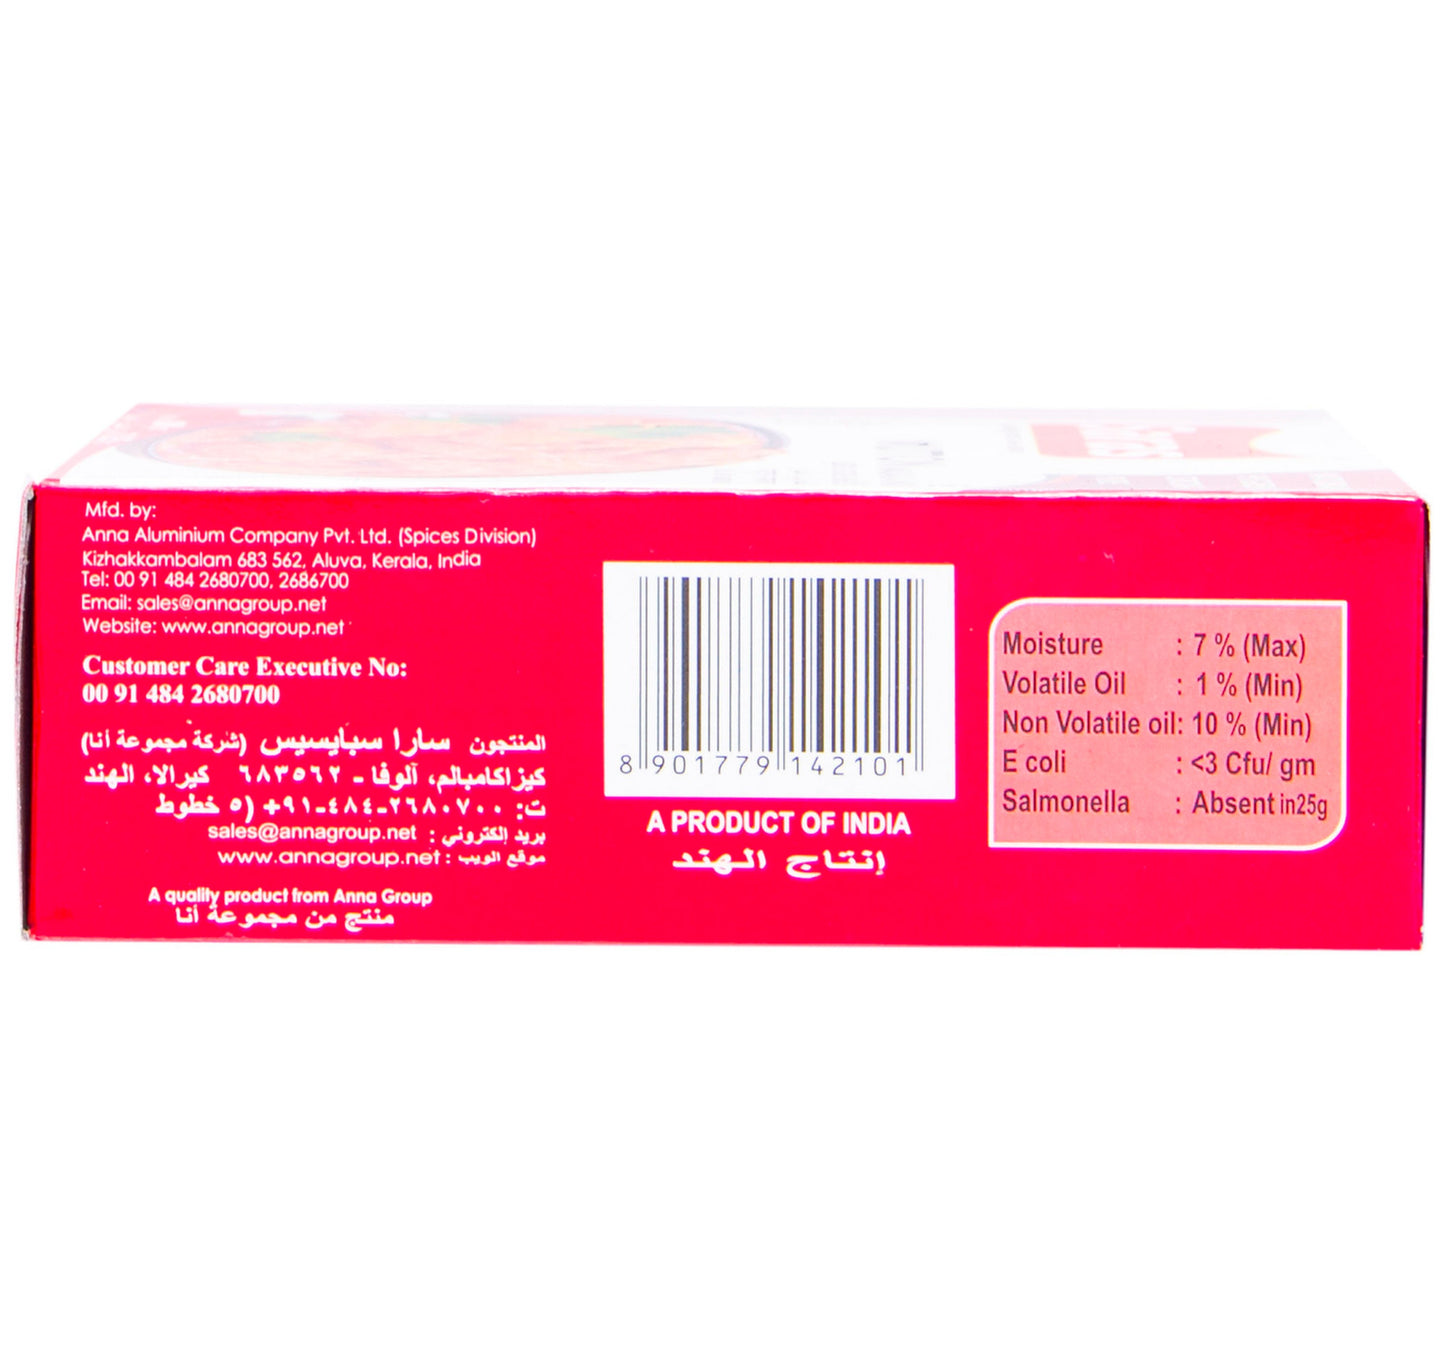 Mfd. by:
Anna Aluminium Company Pvt. Ltd. (Spices Division)
Kizhakkambalam 683 562, Aluva, Kerala, India
Tel: 00 91 484 2680700, 2686700
Email: sales@annagroup.net
Website: www.annagroup.net
Customer Care Executive No:
00 91 484 2680700
المنتجون سارا سبايسيس (شركة مجموعة أنا)
كيزاكامبالم، آلوفا - ٦٨٣٥٦٢ كيرالا، الهند
ت: ٢٦٨٠٧٠٠-٤٨٤-٩١+ (٥ خطوط
بريد إلكتروني : sales@annagroup.net
موقع الويب : www.annagroup.net
A quality product from Anna Group
منتج من مجموعة أنا
8 901779 142101
A PRODUCT OF INDIA
إنتاج الهند
Moisture : 7 % (Max)
Volatile Oil : 1 % (Min)
Non Volatile oil: 10 % (Min)
E coli : <3 Cfu/ gm
Salmonella : Absent in25g